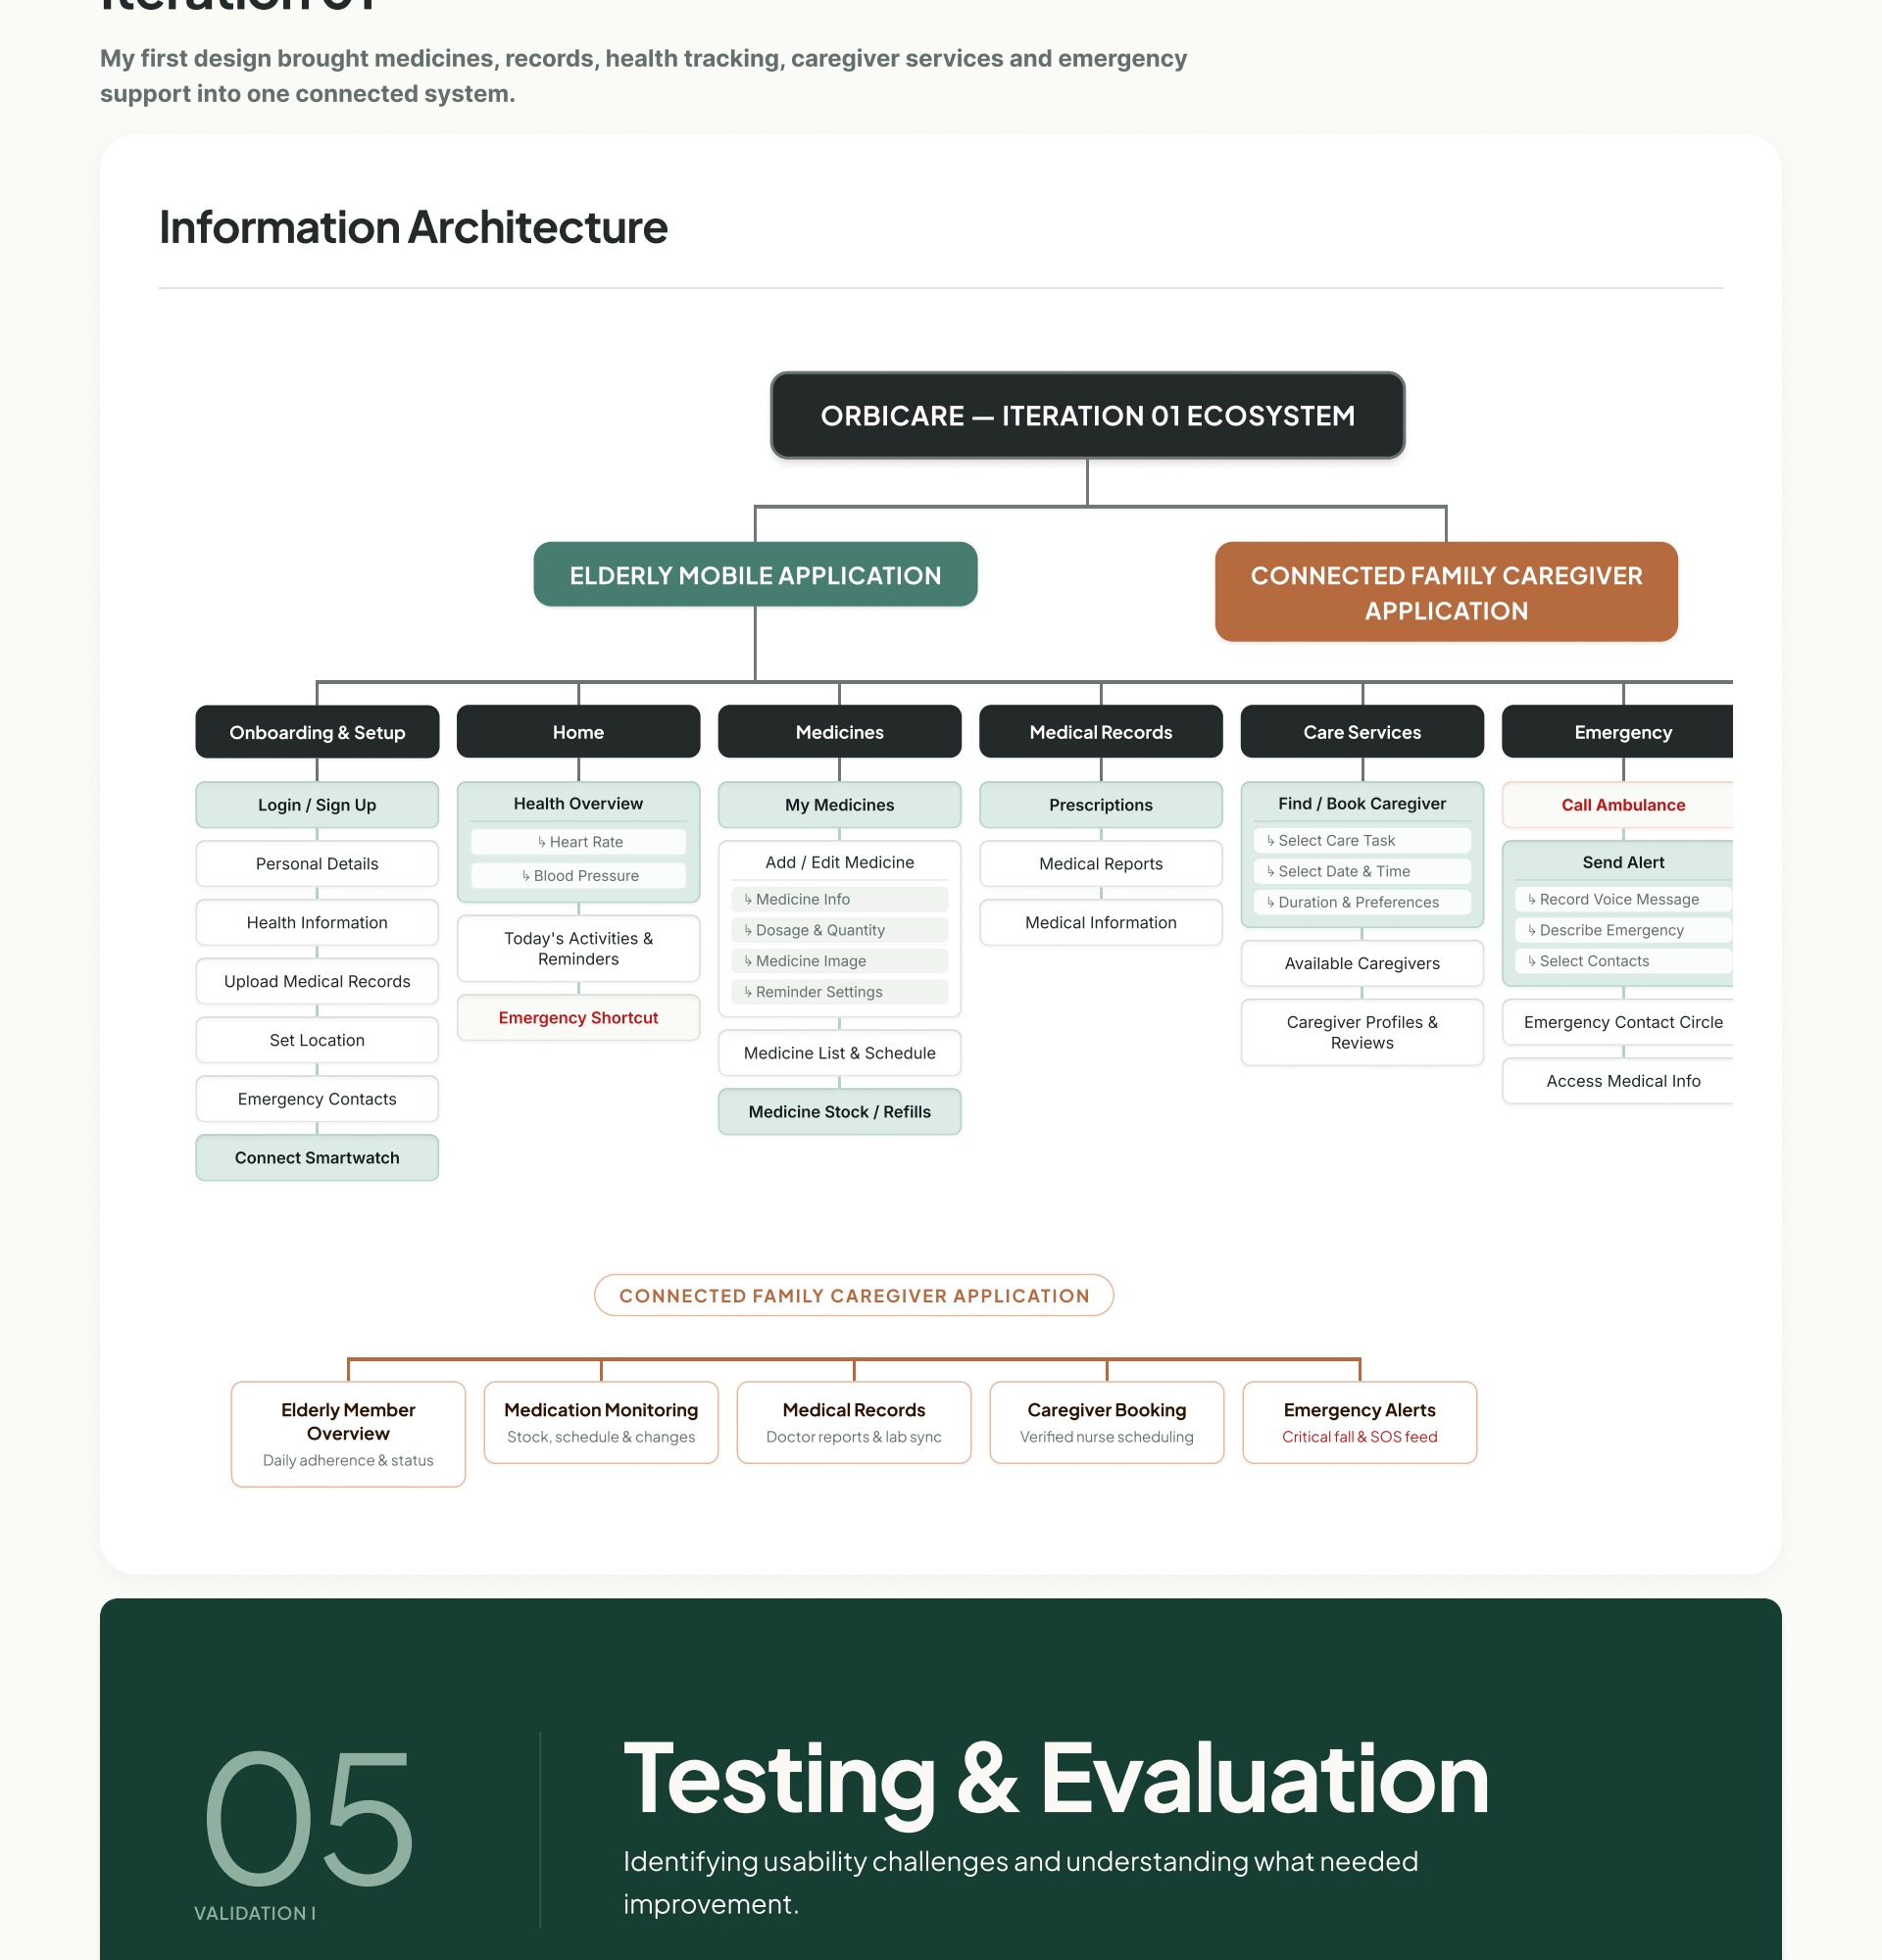 Iteration 01
My first design brought medicines, records, health tracking, caregiver services and emergency
support into one connected system.
Information Architecture
ORBICARE — ITERATION 01 ECOSYSTEM
ELDERLY MOBILE APPLICATION
CONNECTED FAMILY CAREGIVER
APPLICATION
Onboarding & Setup
Login / Sign Up
Personal Details
Health Information
Upload Medical Records
Set Location
Emergency Contacts
Connect Smartwatch
Home
Health Overview
↳ Heart Rate
↳ Blood Pressure
Today's Activities &
Reminders
Emergency Shortcut
Medicines
My Medicines
Add / Edit Medicine
↳ Medicine Info
↳ Dosage & Quantity
↳ Medicine Image
↳ Reminder Settings
Medicine List & Schedule
Medicine Stock / Refills
Medical Records
Prescriptions
Medical Reports
Medical Information
Care Services
Find / Book Caregiver
↳ Select Care Task
↳ Select Date & Time
↳ Duration & Preferences
Available Caregivers
Caregiver Profiles &
Reviews
Emergency
Call Ambulance
Send Alert
↳ Record Voice Message
↳ Describe Emergency
↳ Select Contacts
Emergency Contact Circle
Access Medical Info
CONNECTED FAMILY CAREGIVER APPLICATION
Elderly Member
Overview
Daily adherence & status
Medication Monitoring
Stock, schedule & changes
Medical Records
Doctor reports & lab sync
Caregiver Booking
Verified nurse scheduling
Emergency Alerts
Critical fall & SOS feed
05
VALIDATION I
Testing & Evaluation
Identifying usability challenges and understanding what needed
improvement.